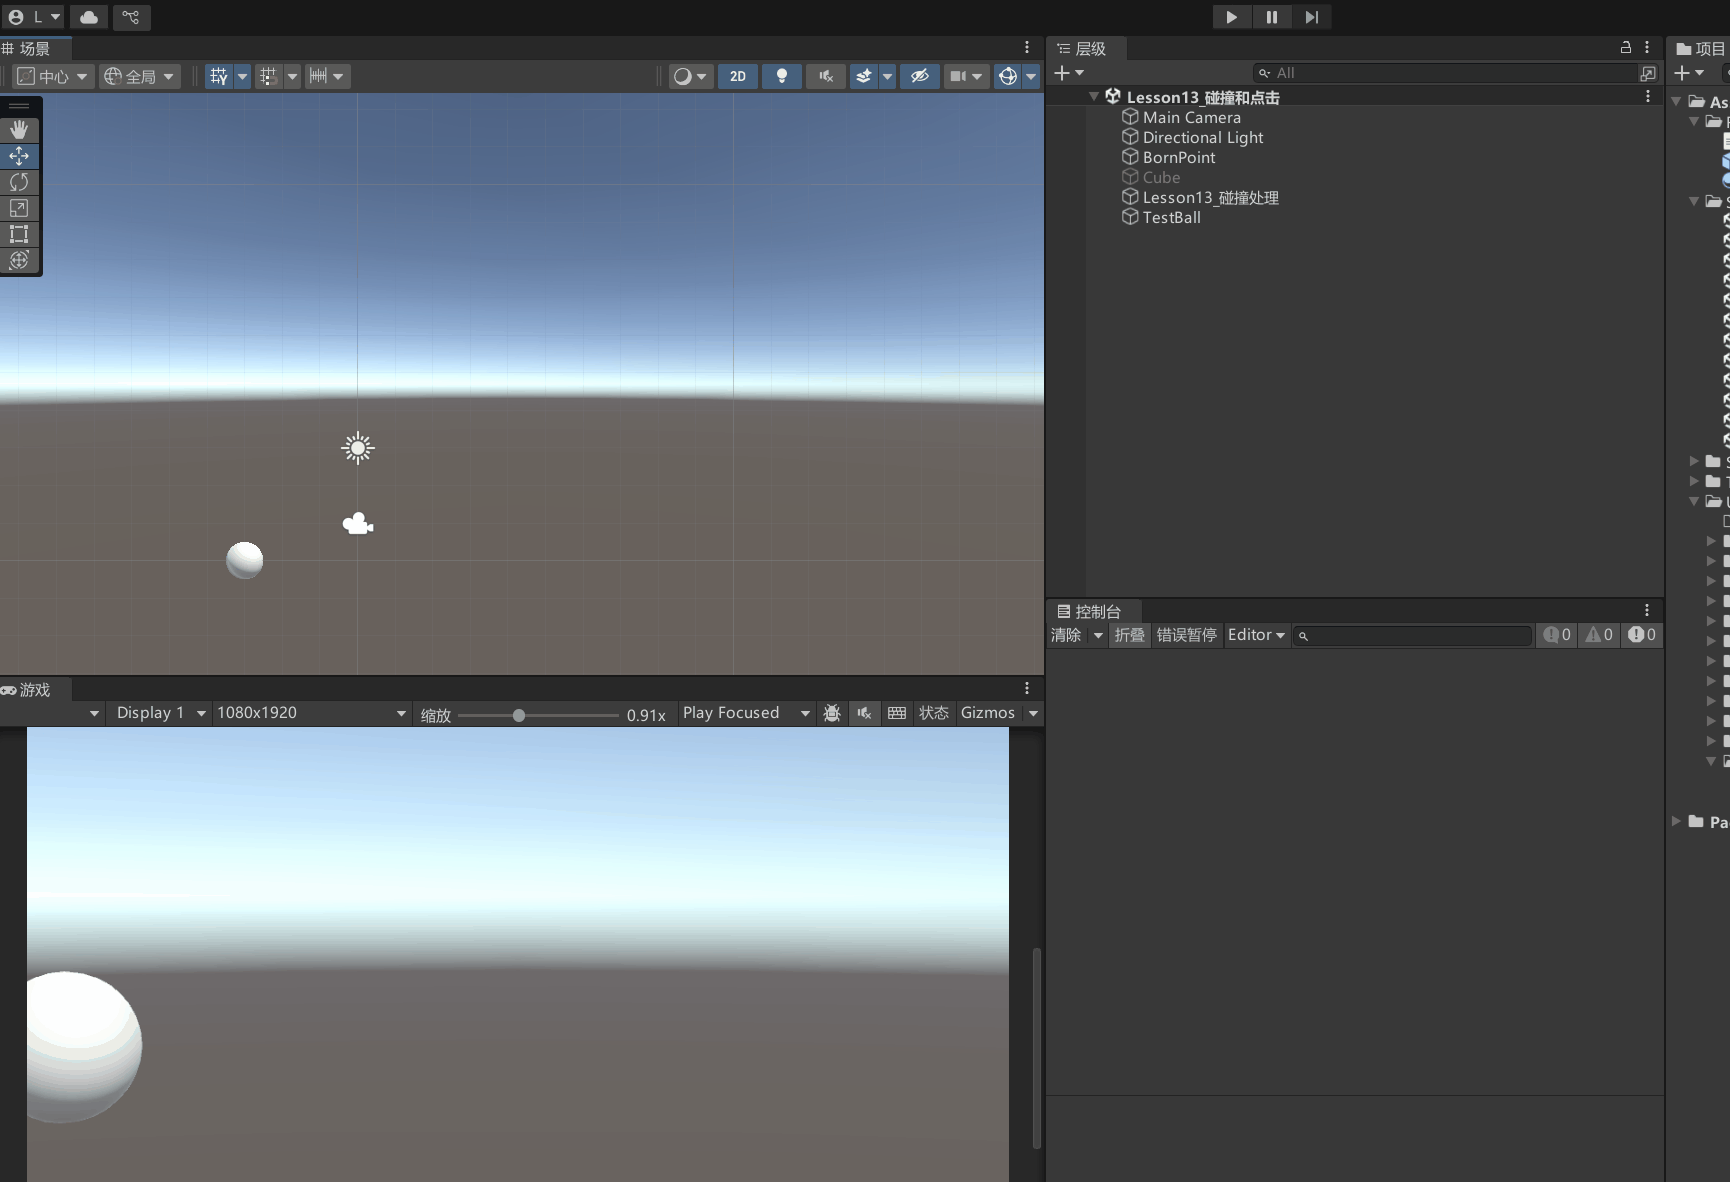 L
场景
中心
全局
2D
层级
All
Lesson13_碰撞和点击
Main Camera
Directional Light
BornPoint
Cube
Lesson13_碰撞处理
TestBall
控制台
清除 折叠 错误暂停 Editor 0 0 0
游戏
Display 1 1080x1920 缩放 0.91x Play Focused 状态 Gizmos
项目
As
Pa